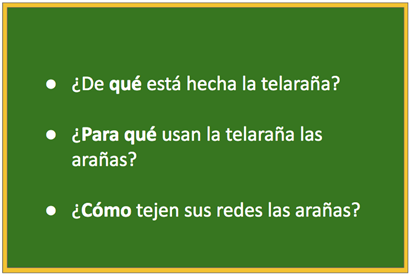 ● ¿De qué está hecha la telaraña?
● ¿Para qué usan la telaraña las
arañas?
● ¿Cómo tejen sus redes las arañas?